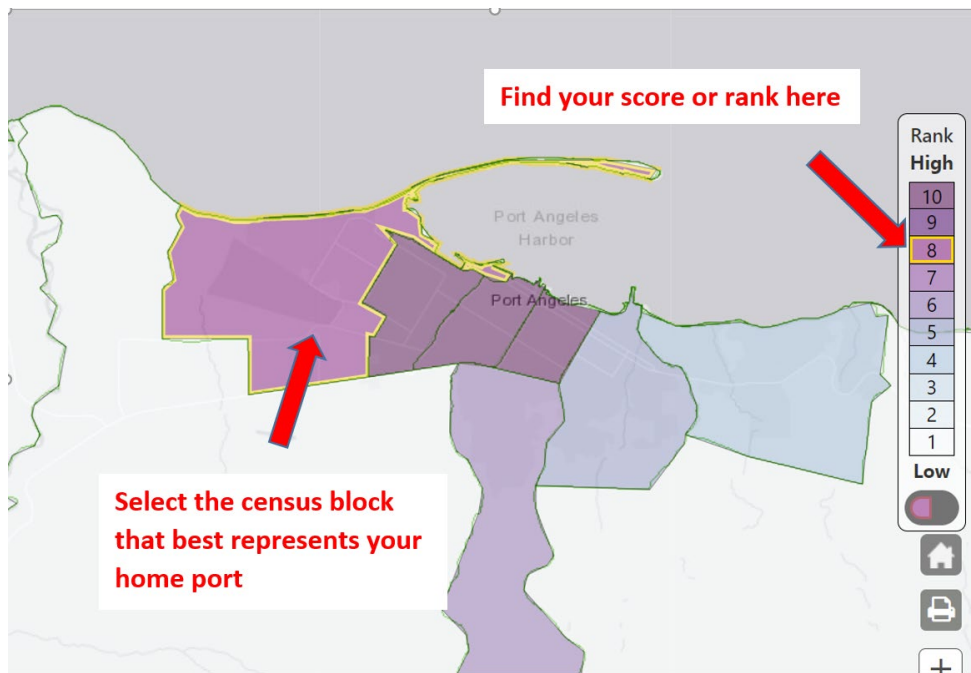 Find your score or rank here
Rank
High
10
9
8
7
6
5
4
3
2
1
Low
Port Angeles
Harbor
Port Angeles
Select the census block
that best represents your
home port